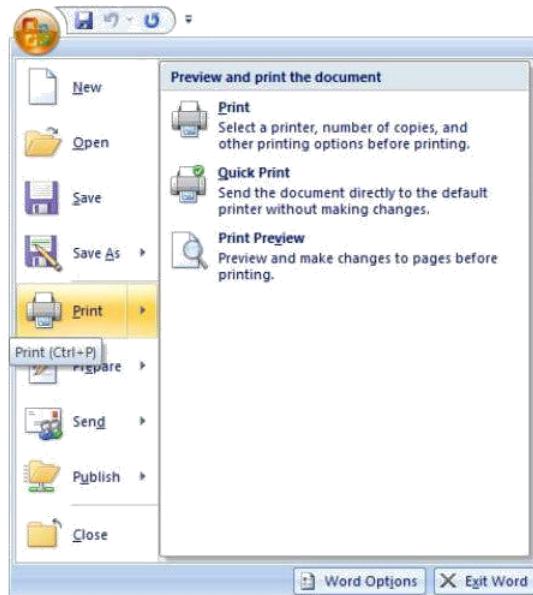 New
Open
Save
Save As
Print
Print (Ctrl+P)
Prepare
Send
Publish
Close
Preview and print the document
Print
Select a printer, number of copies, and
other printing options before printing.
Quick Print
Send the document directly to the default
printer without making changes.
Print Preview
Preview and make changes to pages before
printing.
Word Options
Exit Word